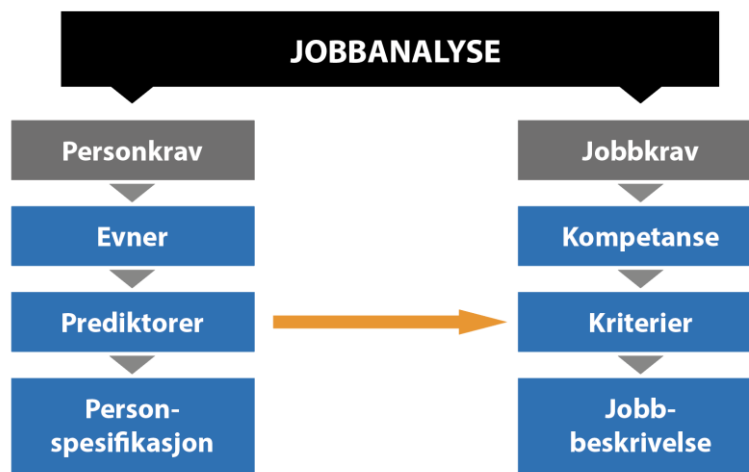 JOBBANALYSE
Personkrav
Evner
Prediktorer
Person-
spesifikasjon
Jobbkrav
Kompetanse
Kriterier
Jobb-
beskrivelse